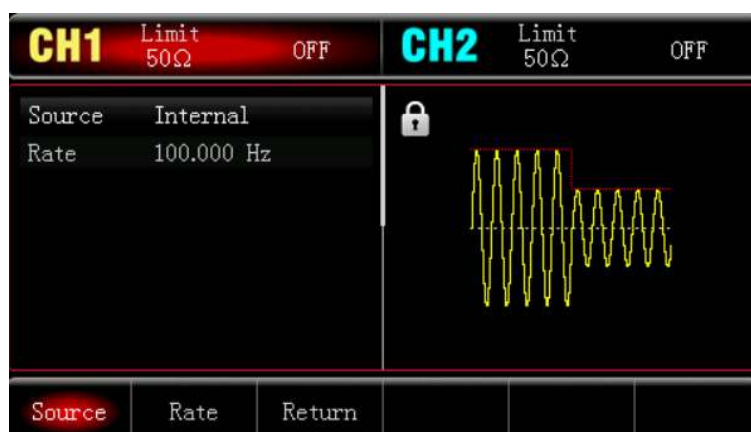 CH1 Limit 50Ω OFF CH2 Limit 50Ω OFF
Source Internal
Rate 100.000 Hz
Source Rate Return